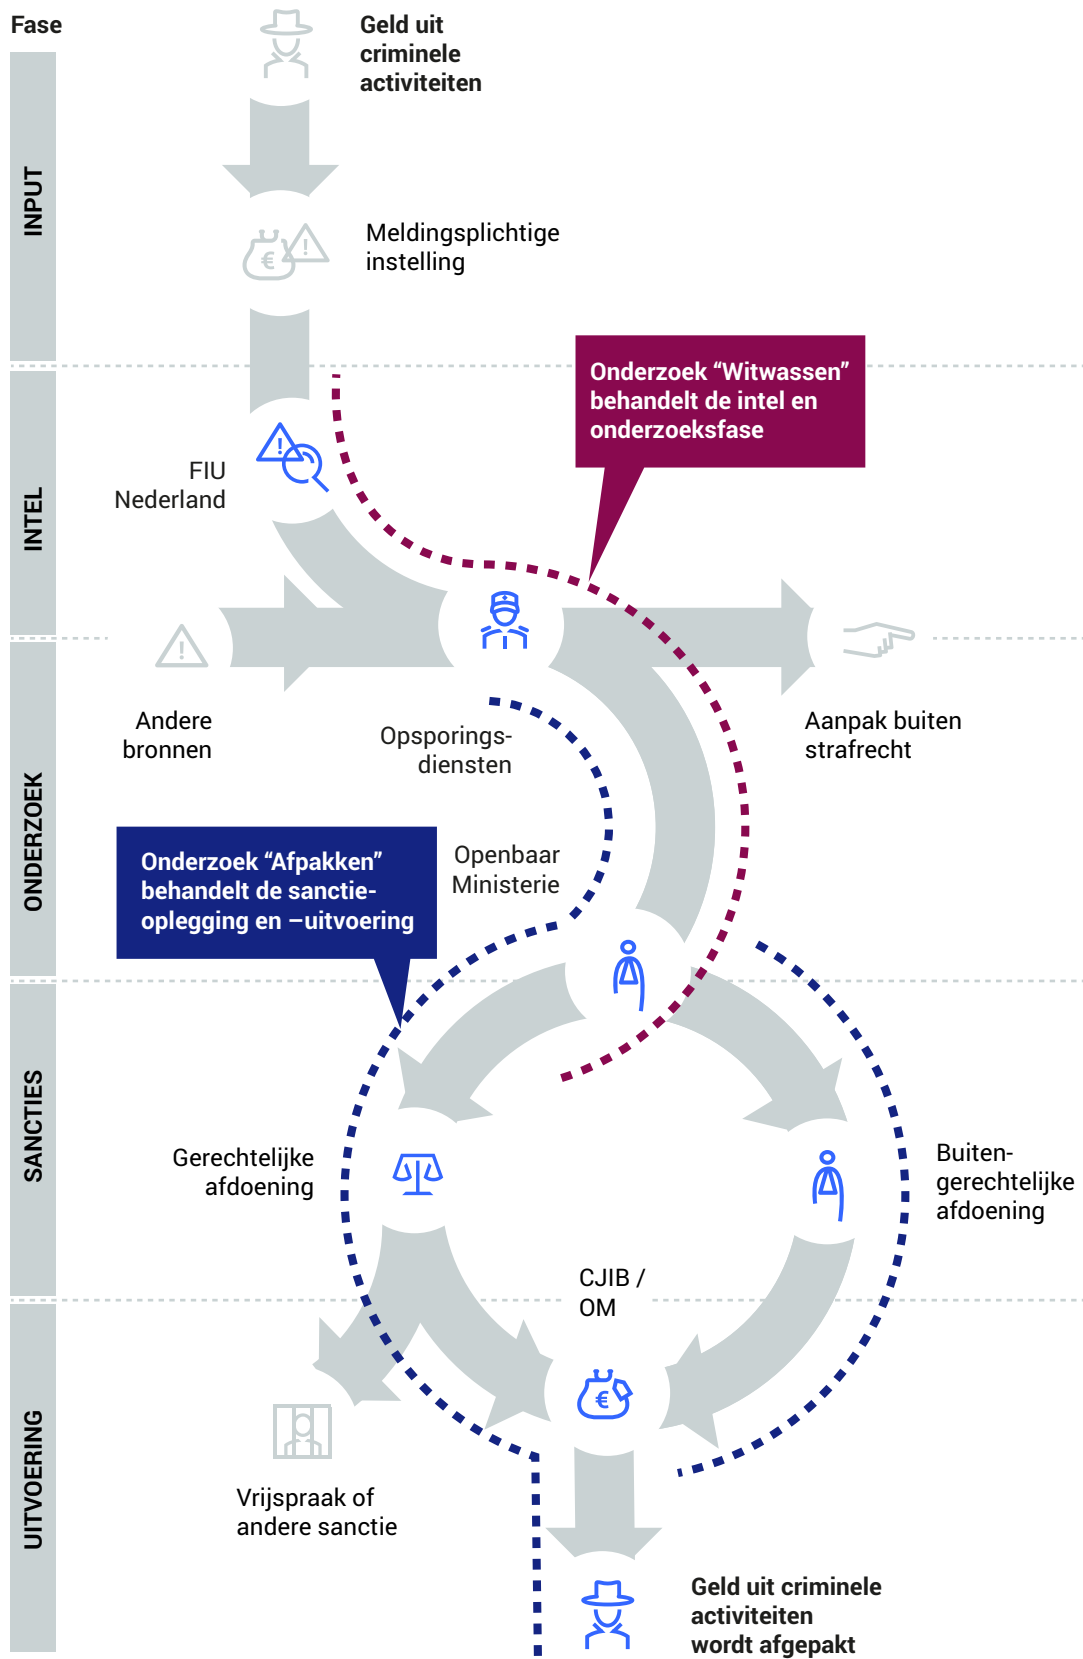 Fase
Geld uit
criminele
activiteiten
INPUT
€
!
Meldingsplichtige
instelling
Onderzoek “Witwassen”
behandelt de intel en
onderzoeksfase
INTEL
!
FIU
Nederland
!
Andere
bronnen
Opsporings-
diensten
Aanpak buiten
strafrecht
ONDERZOEK
Onderzoek “Afpakken”
behandelt de sanctie-
oplegging en –uitvoering
Openbaar
Ministerie
SANCTIES
Gerechtelijke
afdoening
Buiten-
gerechtelijke
afdoening
CJIB /
OM
UITVOERING
€
Vrijspraak of
andere sanctie
Geld uit criminele
activiteiten
wordt afgepakt